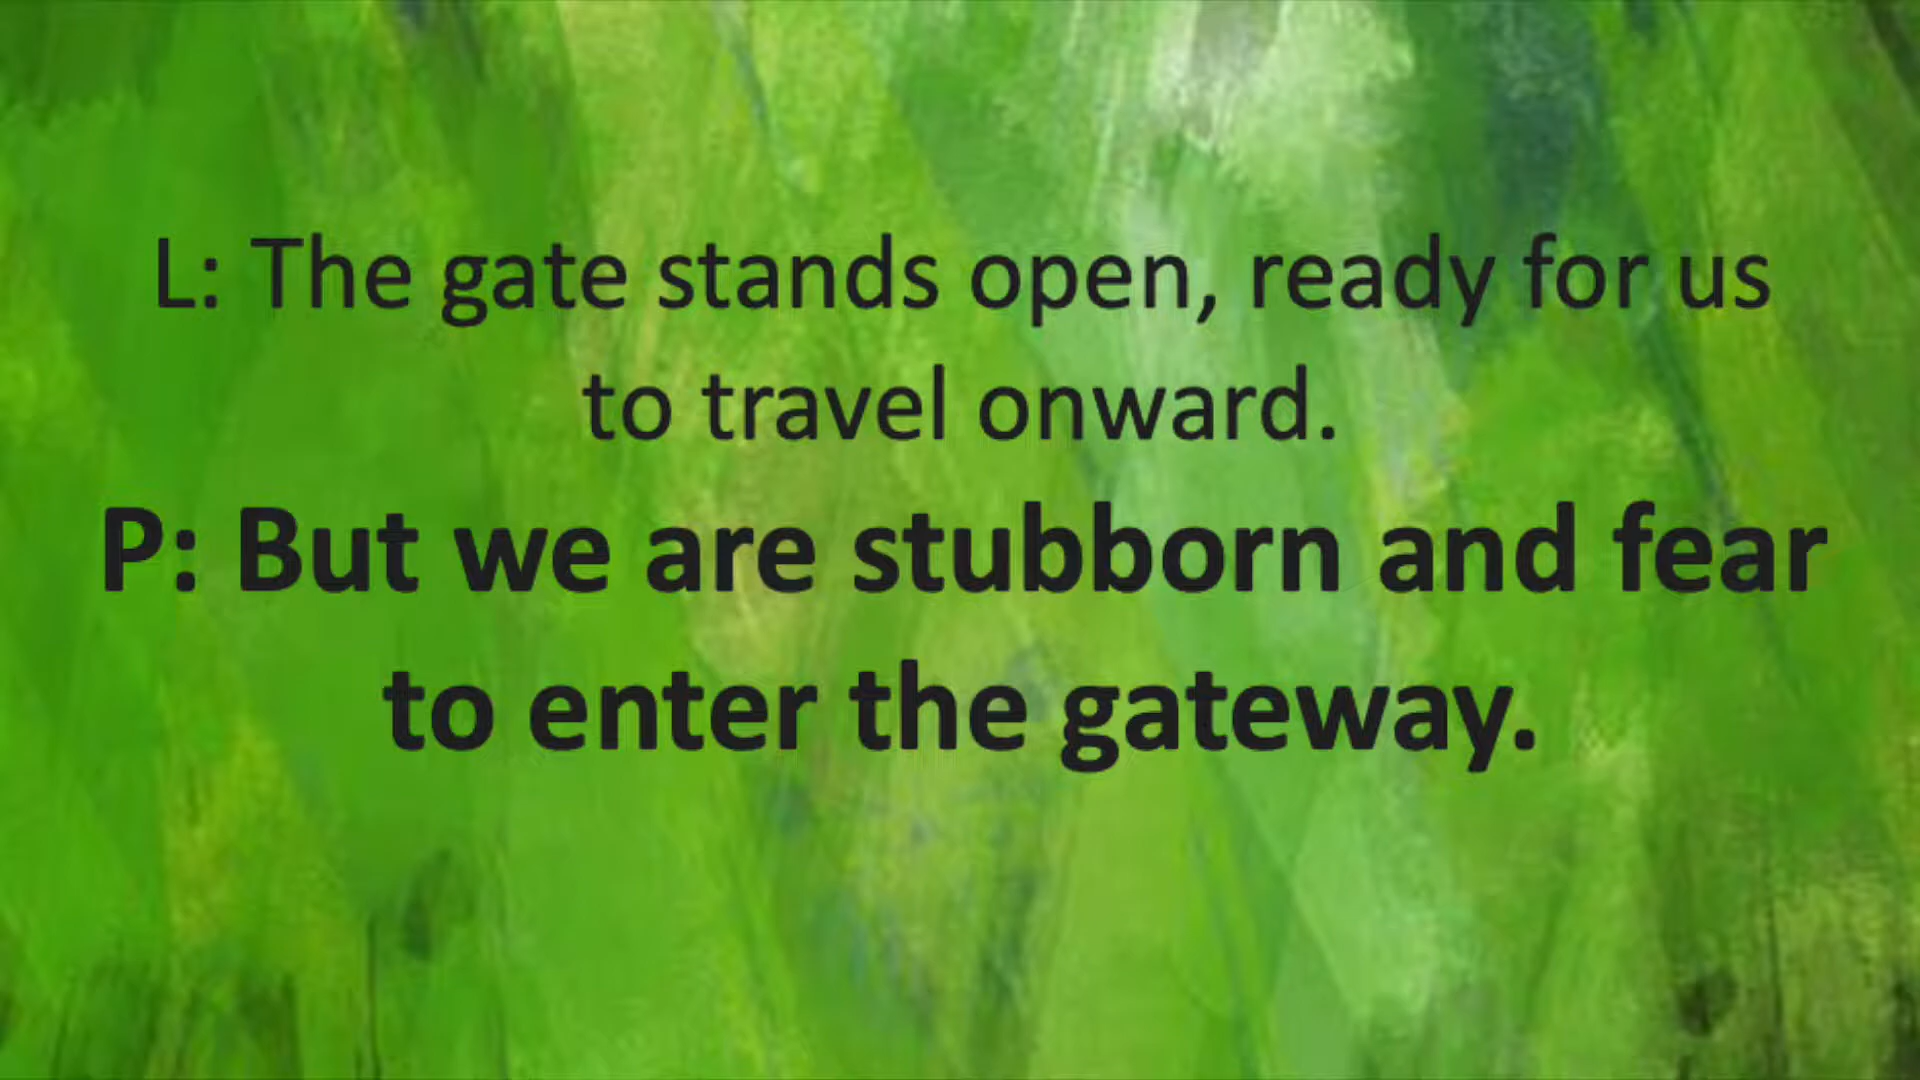 L: The gate stands open, ready for us
to travel onward.
P: But we are stubborn and fear
to enter the gateway.